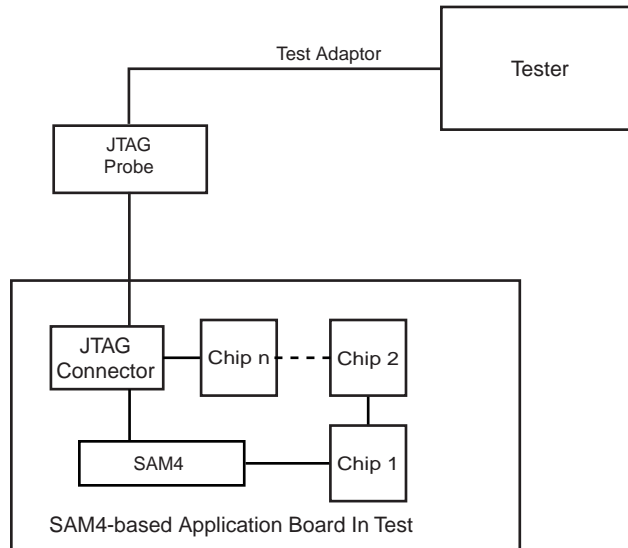 Test Adaptor
Tester
JTAG
Probe
JTAG
Connector
Chip n
Chip 2
SAM4
Chip 1
SAM4-based Application Board In Test